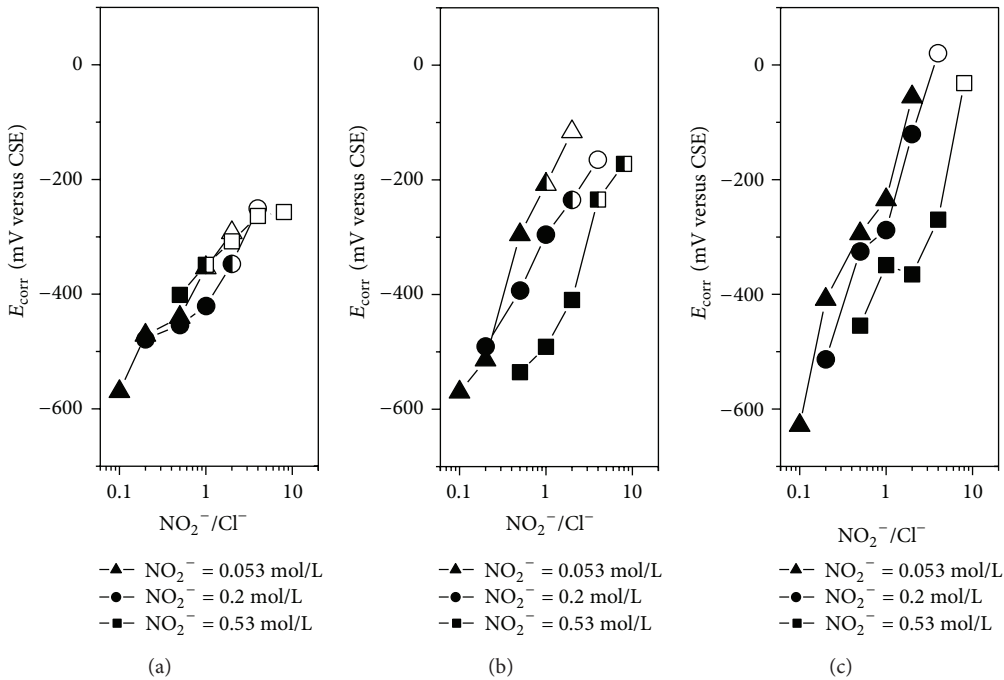 0
−200
−400
−600
E_corr (mV versus CSE)
0.1 1 10
NO₂⁻/Cl⁻
NO₂⁻ = 0.053 mol/L
NO₂⁻ = 0.2 mol/L
NO₂⁻ = 0.53 mol/L
(a)
0
−200
−400
−600
E_corr (mV versus CSE)
0.1 1 10
NO₂⁻/Cl⁻
NO₂⁻ = 0.053 mol/L
NO₂⁻ = 0.2 mol/L
NO₂⁻ = 0.53 mol/L
(b)
0
−200
−400
−600
E_corr (mV versus CSE)
0.1 1 10
NO₂⁻/Cl⁻
NO₂⁻ = 0.053 mol/L
NO₂⁻ = 0.2 mol/L
NO₂⁻ = 0.53 mol/L
(c)